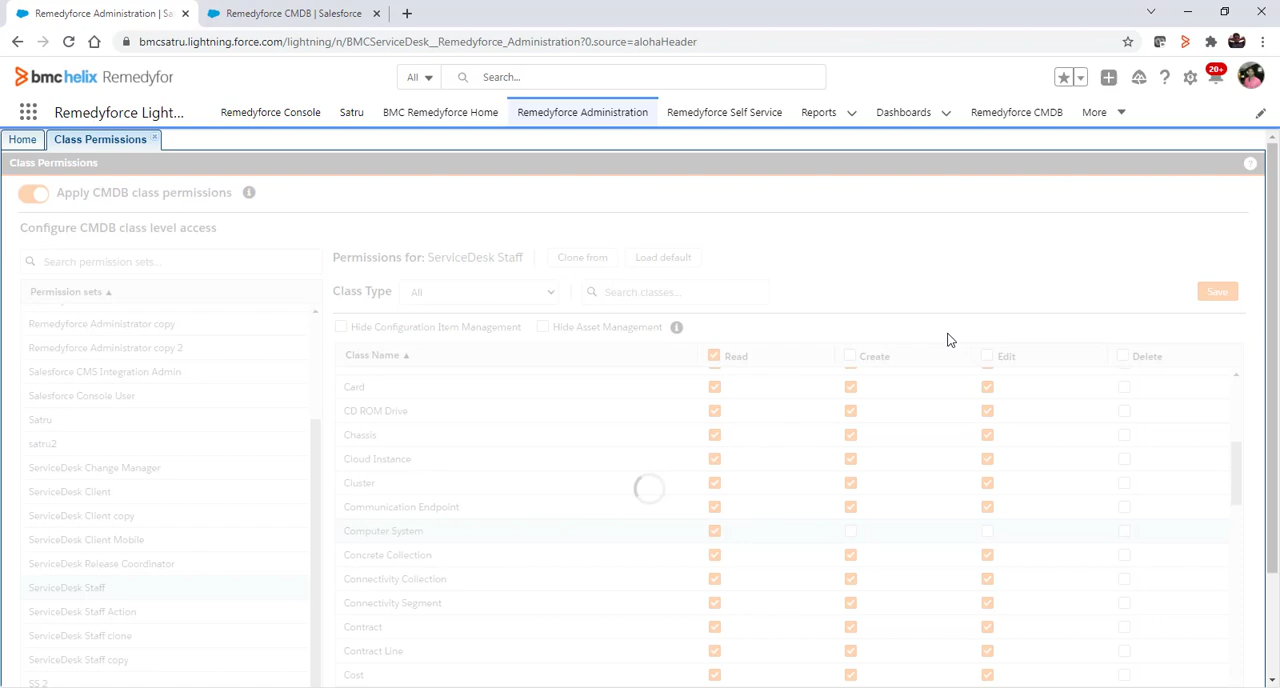 Remedyforce Administration | Sa
Remedyforce CMDB | Salesforce
bmcsatru.lightning.force.com/lightning/n/BMCServiceDesk__Remedyforce_Administration?0.source=alohaHeader
bmchelix Remedyfor
All
Search...
20+
Remedyforce Light...
Remedyforce Console
Satru
BMC Remedyforce Home
Remedyforce Administration
Remedyforce Self Service
Reports
Dashboards
Remedyforce CMDB
More
Home
Class Permissions
Class Permissions
Apply CMDB class permissions
Configure CMDB class level access
Search permission sets...
Permissions for: ServiceDesk Staff
Clone from
Load default
Permission sets
Class Type
All
Search classes...
Save
Remedyforce Administrator copy
Remedyforce Administrator copy 2
Salesforce CMS Integration Admin
Salesforce Console User
Satru
satru2
ServiceDesk Change Manager
ServiceDesk Client
ServiceDesk Client copy
ServiceDesk Client Mobile
ServiceDesk Release Coordinator
ServiceDesk Staff
ServiceDesk Staff Action
ServiceDesk Staff clone
ServiceDesk Staff copy
SS 2
Hide Configuration Item Management
Hide Asset Management
Class Name
Read
Create
Edit
Delete
Card
CD ROM Drive
Chassis
Cloud Instance
Cluster
Communication Endpoint
Computer System
Concrete Collection
Connectivity Collection
Connectivity Segment
Contract
Contract Line
Cost